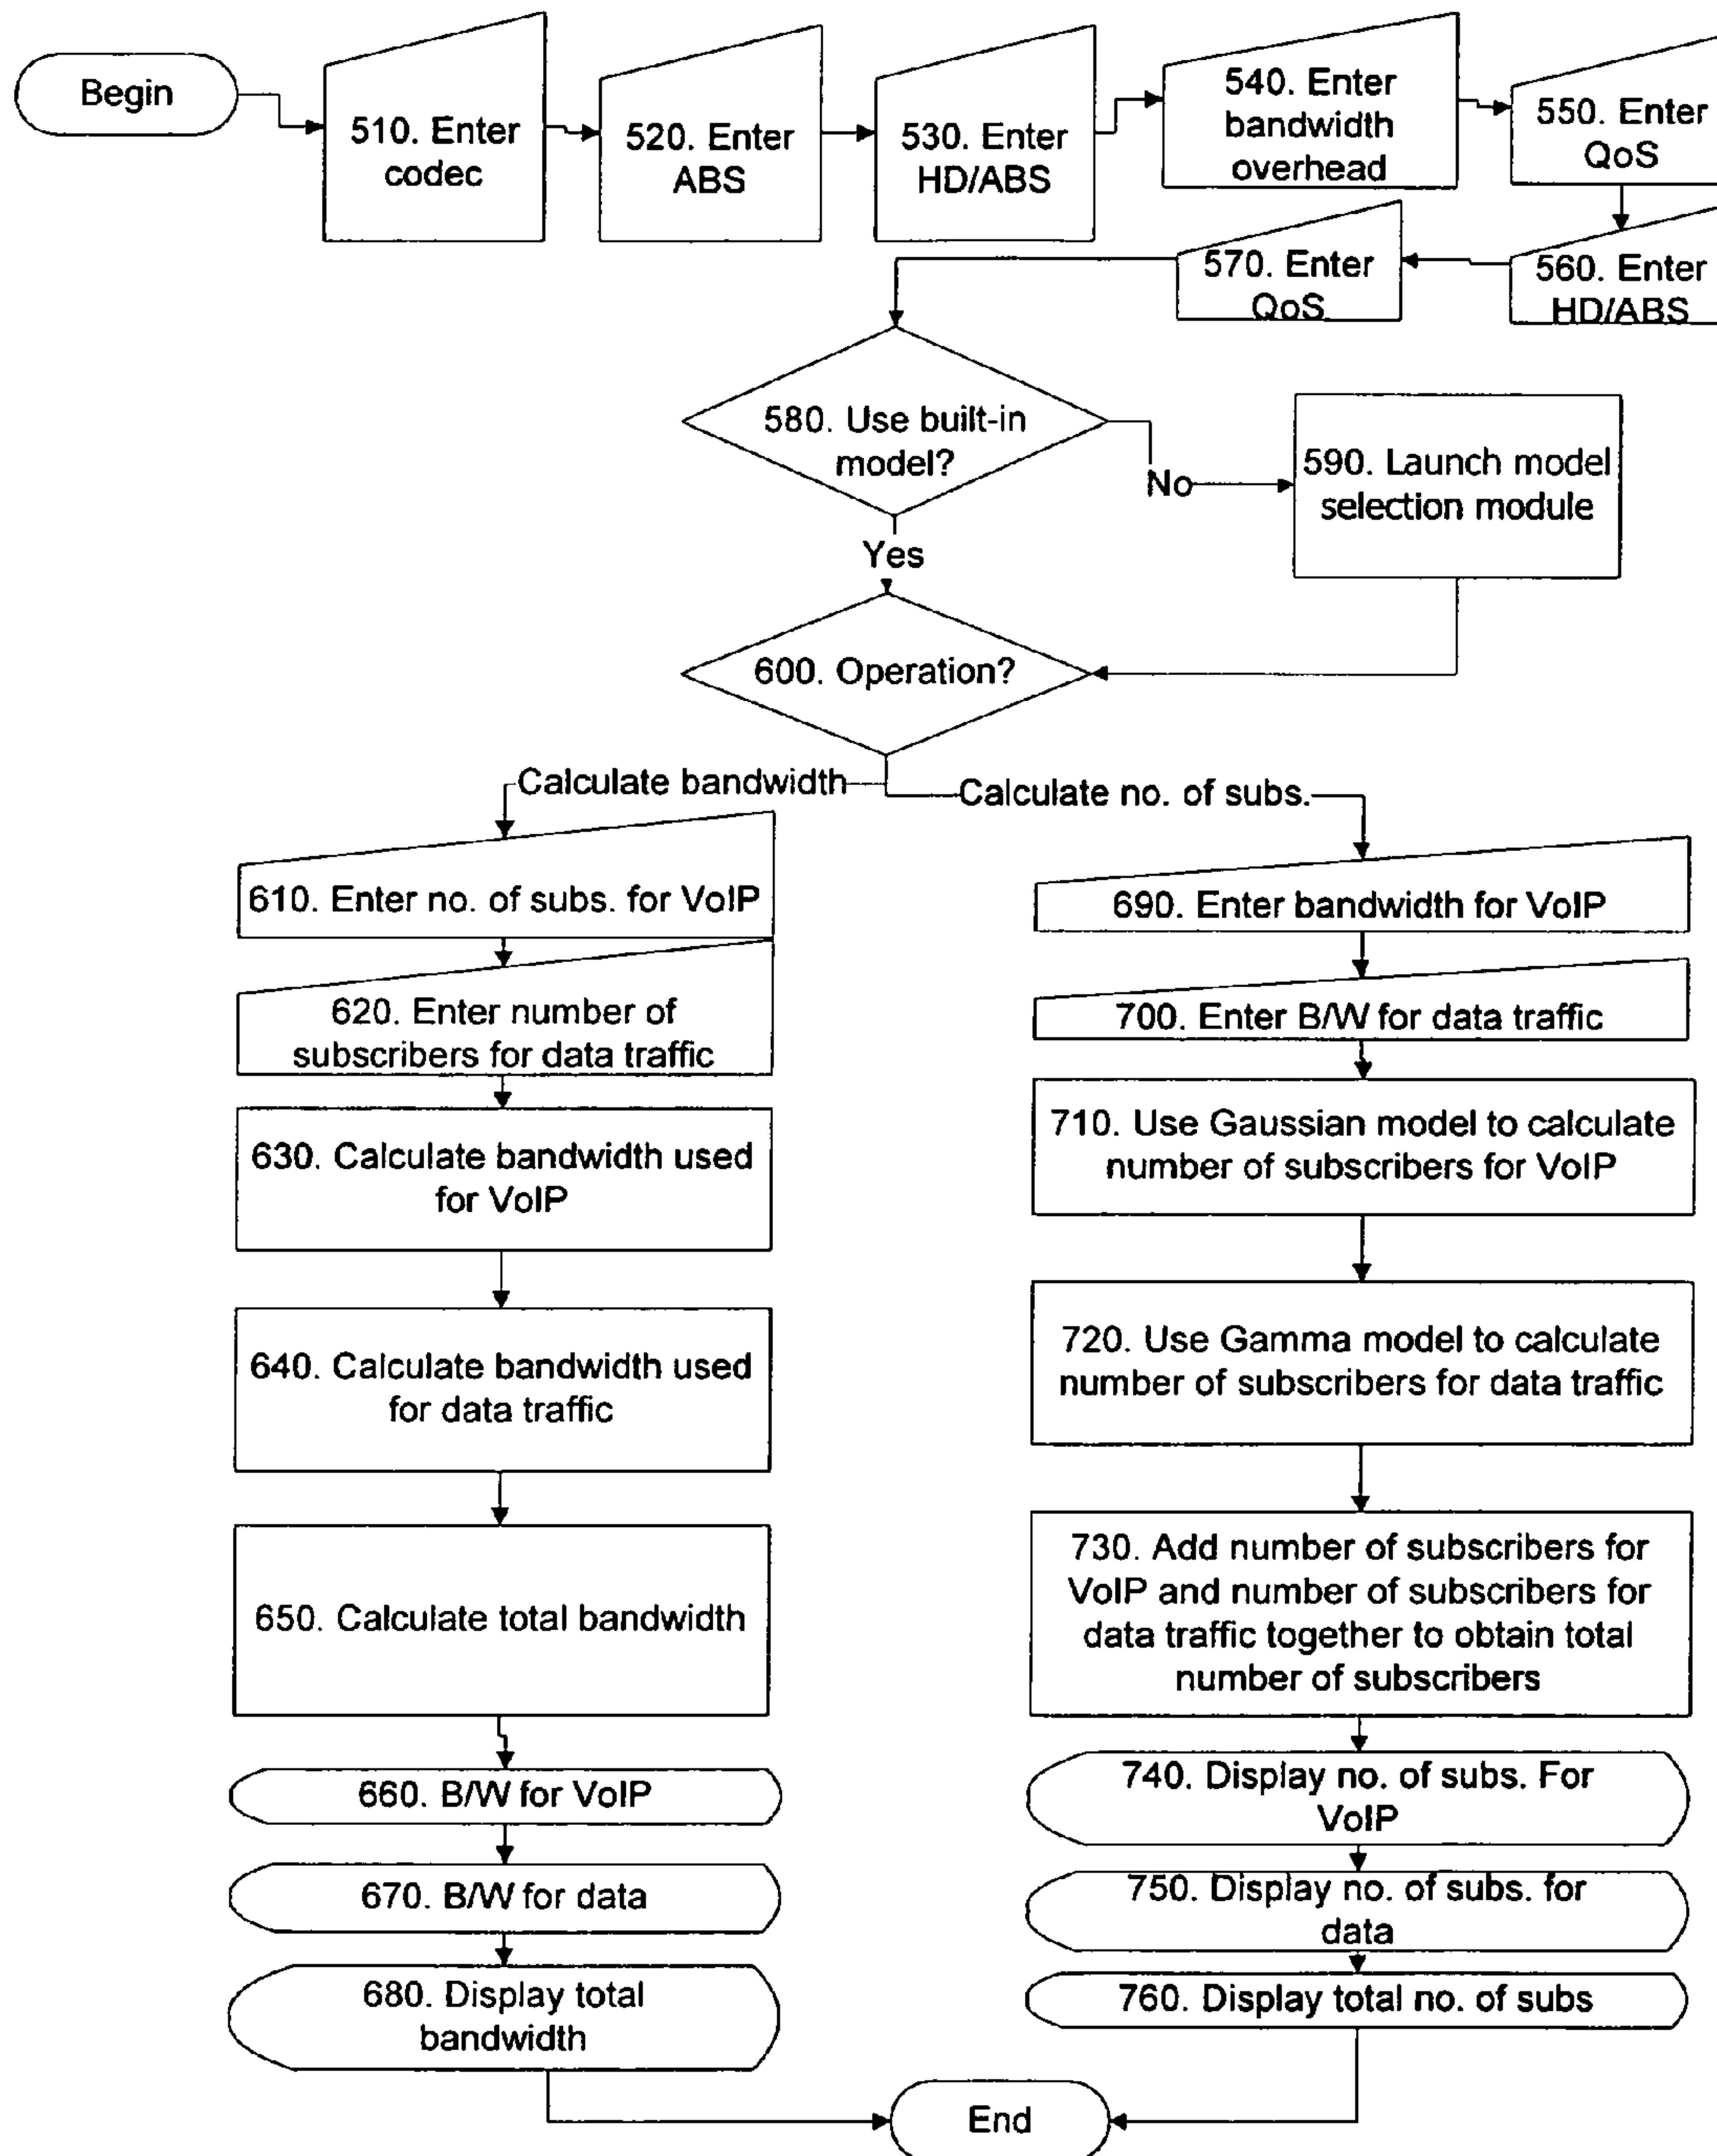 Begin
510. Enter
codec
520. Enter
ABS
530. Enter
HD/ABS
540. Enter
bandwidth
overhead
550. Enter
QoS
560. Enter
HD/ABS
570. Enter
QoS
580. Use built-in
model?
No
590. Launch model
selection module
Yes
600. Operation?
Calculate bandwidth
Calculate no. of subs.
610. Enter no. of subs. for VoIP
620. Enter number of
subscribers for data traffic
630. Calculate bandwidth used
for VoIP
640. Calculate bandwidth used
for data traffic
650. Calculate total bandwidth
660. B/W for VoIP
670. B/W for data
680. Display total
bandwidth
690. Enter bandwidth for VoIP
700. Enter B/W for data traffic
710. Use Gaussian model to calculate
number of subscribers for VoIP
720. Use Gamma model to calculate
number of subscribers for data traffic
730. Add number of subscribers for
VoIP and number of subscribers for
data traffic together to obtain total
number of subscribers
740. Display no. of subs. For
VoIP
750. Display no. of subs. for
data
760. Display total no. of subs
End